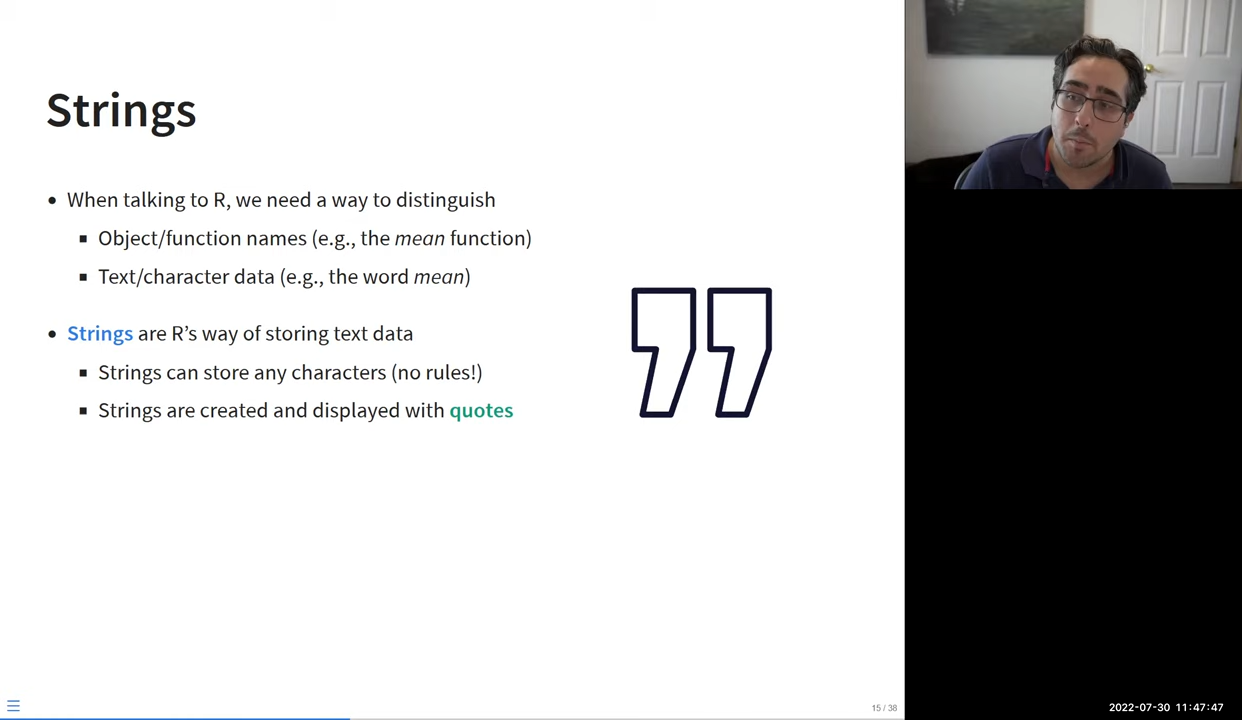 Strings
• When talking to R, we need a way to distinguish
▪ Object/function names (e.g., the mean function)
▪ Text/character data (e.g., the word mean)
• Strings are R’s way of storing text data
▪ Strings can store any characters (no rules!)
▪ Strings are created and displayed with quotes
15 / 38
2022-07-30 11:47:47